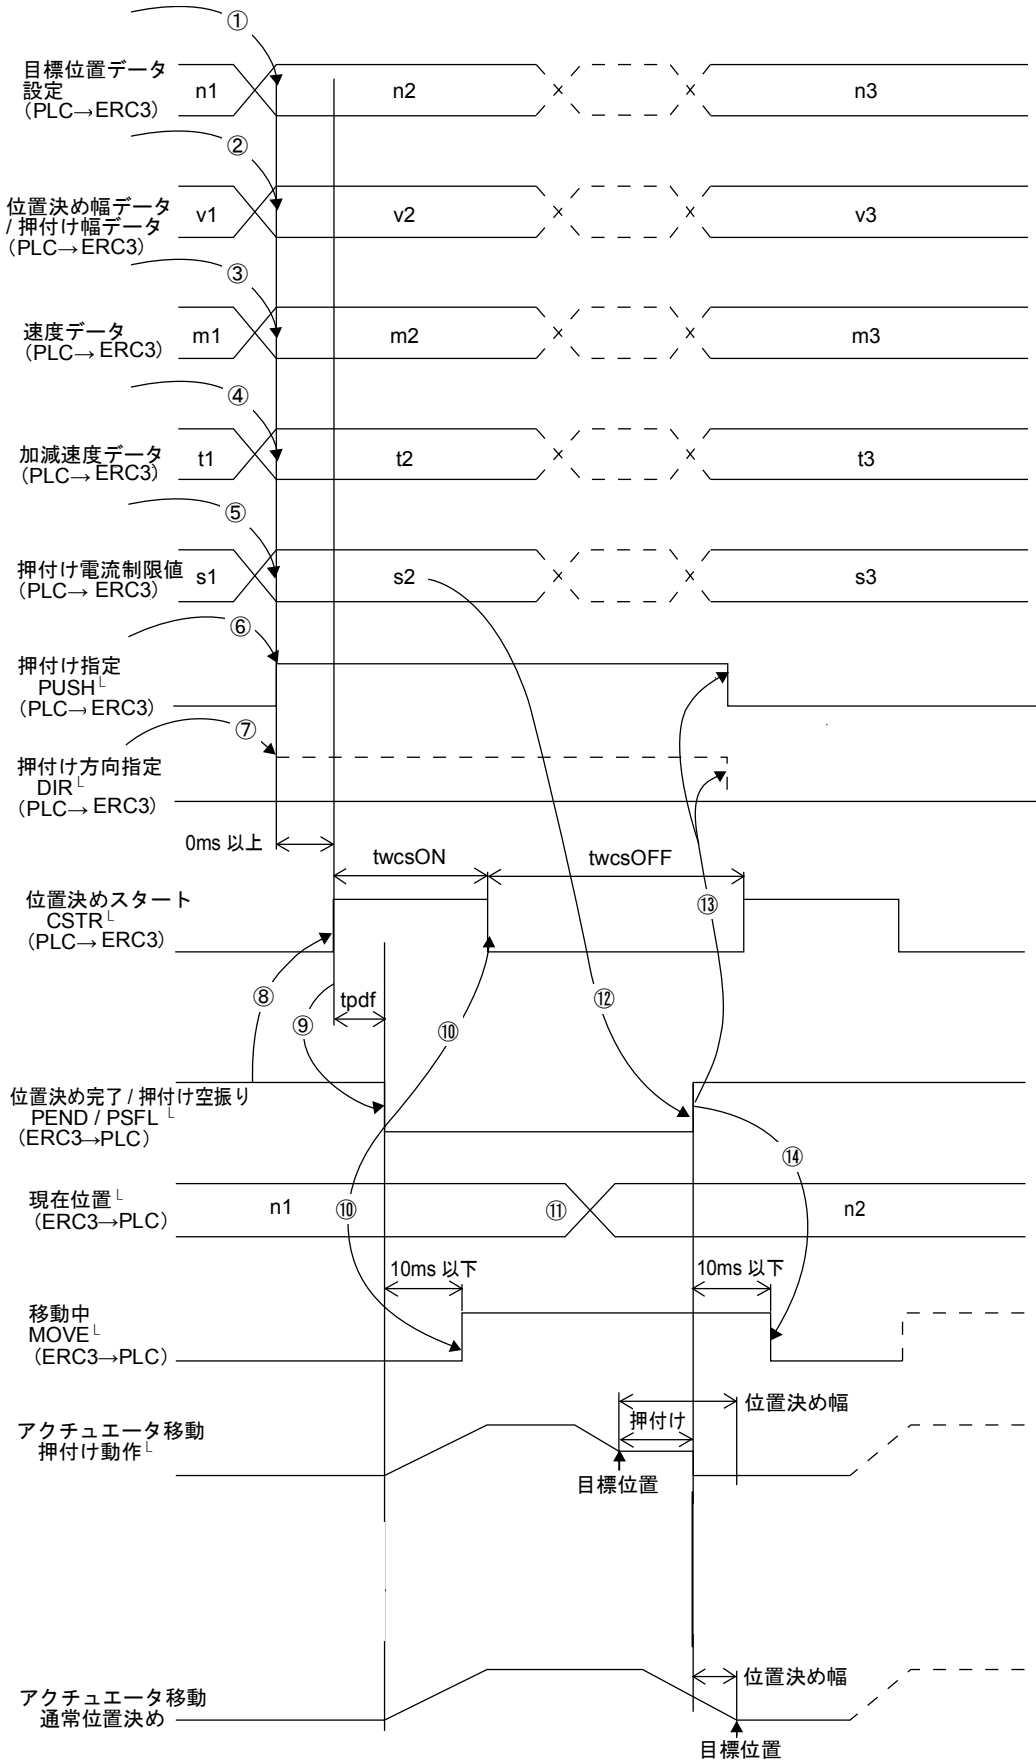 ①
目標位置データ
設定
(PLC→ERC3)
n1
n2
n3
②
位置決め幅データ
/ 押付け幅データ
(PLC→ERC3)
v1
v2
v3
③
速度データ
(PLC→ERC3)
m1
m2
m3
④
加減速度データ
(PLC→ERC3)
t1
t2
t3
⑤
押付け電流制限値
(PLC→ERC3)
s1
s2
s3
⑥
押付け指定
PUSH
(PLC→ERC3)
⑦
押付け方向指定
DIR
(PLC→ERC3)
0ms 以上
twcsON
twcsOFF
位置決めスタート
CSTR
(PLC→ERC3)
⑬
⑧
⑨
tpdf
⑩
⑫
位置決め完了 / 押付け空振り
PEND / PSFL
(ERC3→PLC)
⑭
現在位置
(ERC3→PLC)
n1
⑩
⑪
n2
10ms 以下
10ms 以下
移動中
MOVE
(ERC3→PLC)
位置決め幅
押付け
アクチュエータ移動
押付け動作
目標位置
位置決め幅
アクチュエータ移動
通常位置決め
目標位置